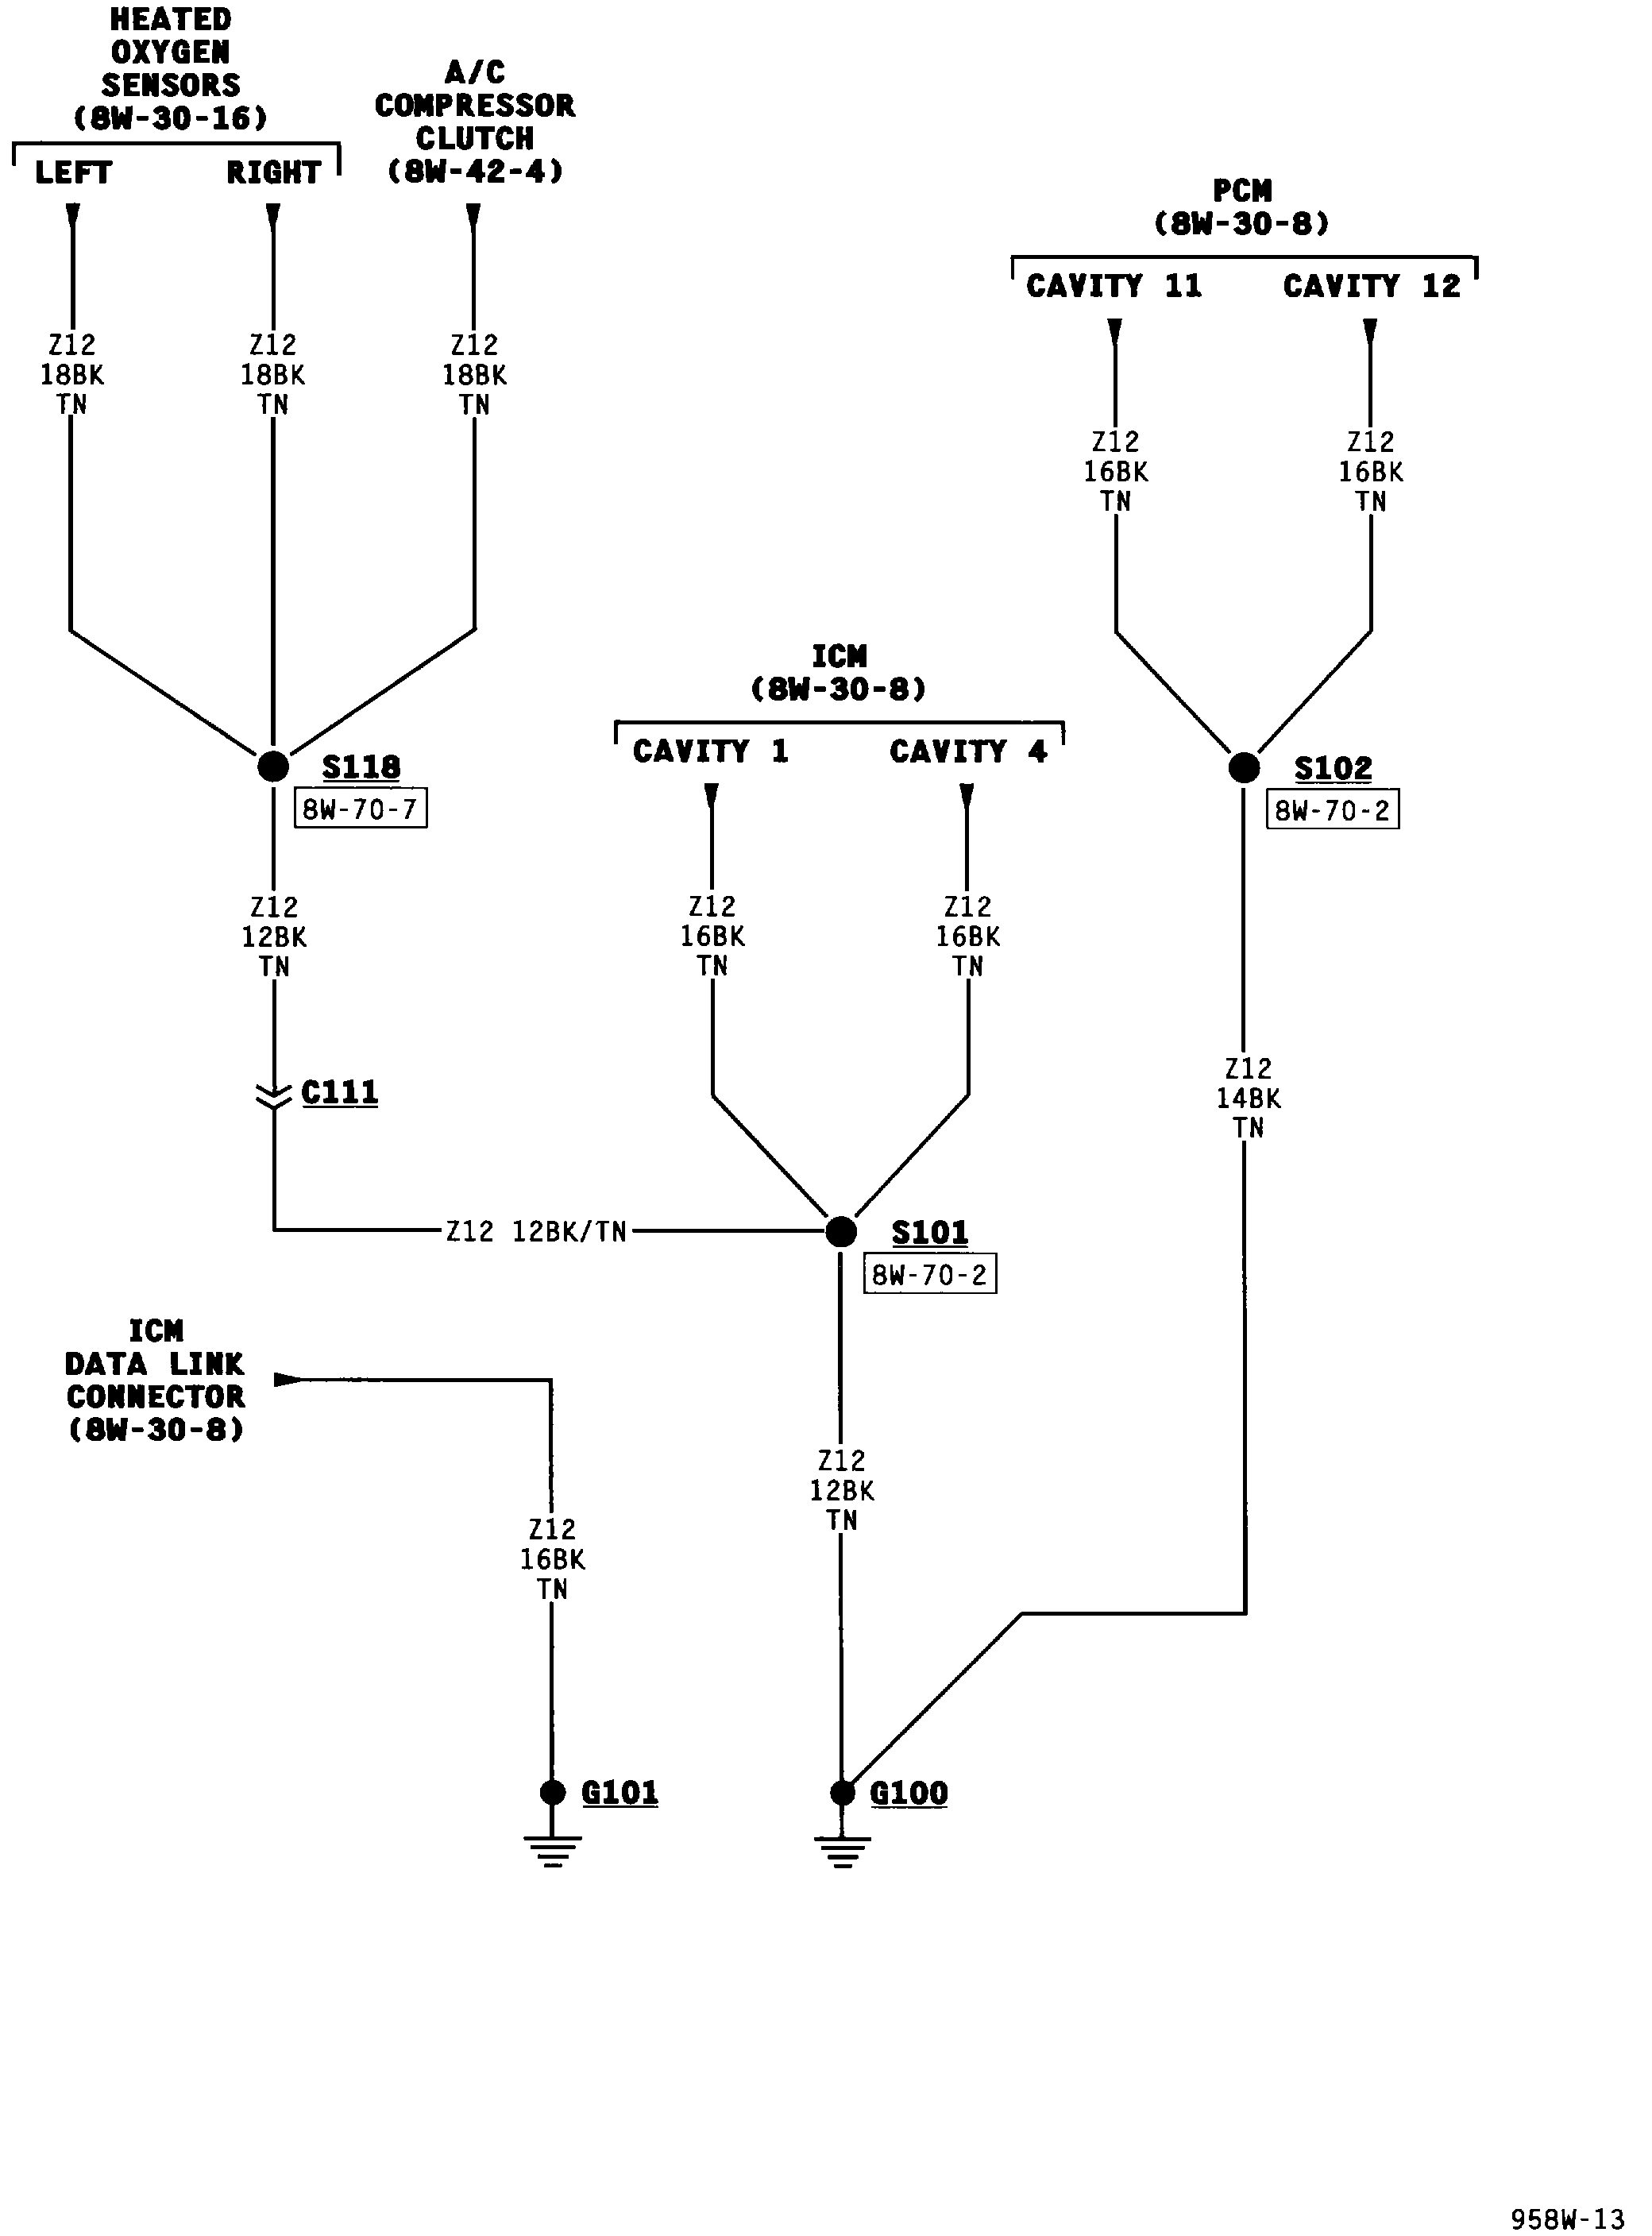 HEATED
OXYGEN
SENSORS
(8W-30-16)
LEFT
RIGHT
A/C
COMPRESSOR
CLUTCH
(8W-42-4)
PCM
(8W-30-8)
CAVITY 11
CAVITY 12
Z12
18BK
TN
Z12
18BK
TN
Z12
18BK
TN
Z12
16BK
TN
Z12
16BK
TN
ICM
(8W-30-8)
CAVITY 1
CAVITY 4
S118
8W-70-7
S102
8W-70-2
Z12
12BK
TN
Z12
16BK
TN
Z12
16BK
TN
C111
Z12
14BK
TN
Z12 12BK/TN
S101
8W-70-2
ICM
DATA LINK
CONNECTOR
(8W-30-8)
Z12
12BK
TN
Z12
16BK
TN
G101
G100
958W-13